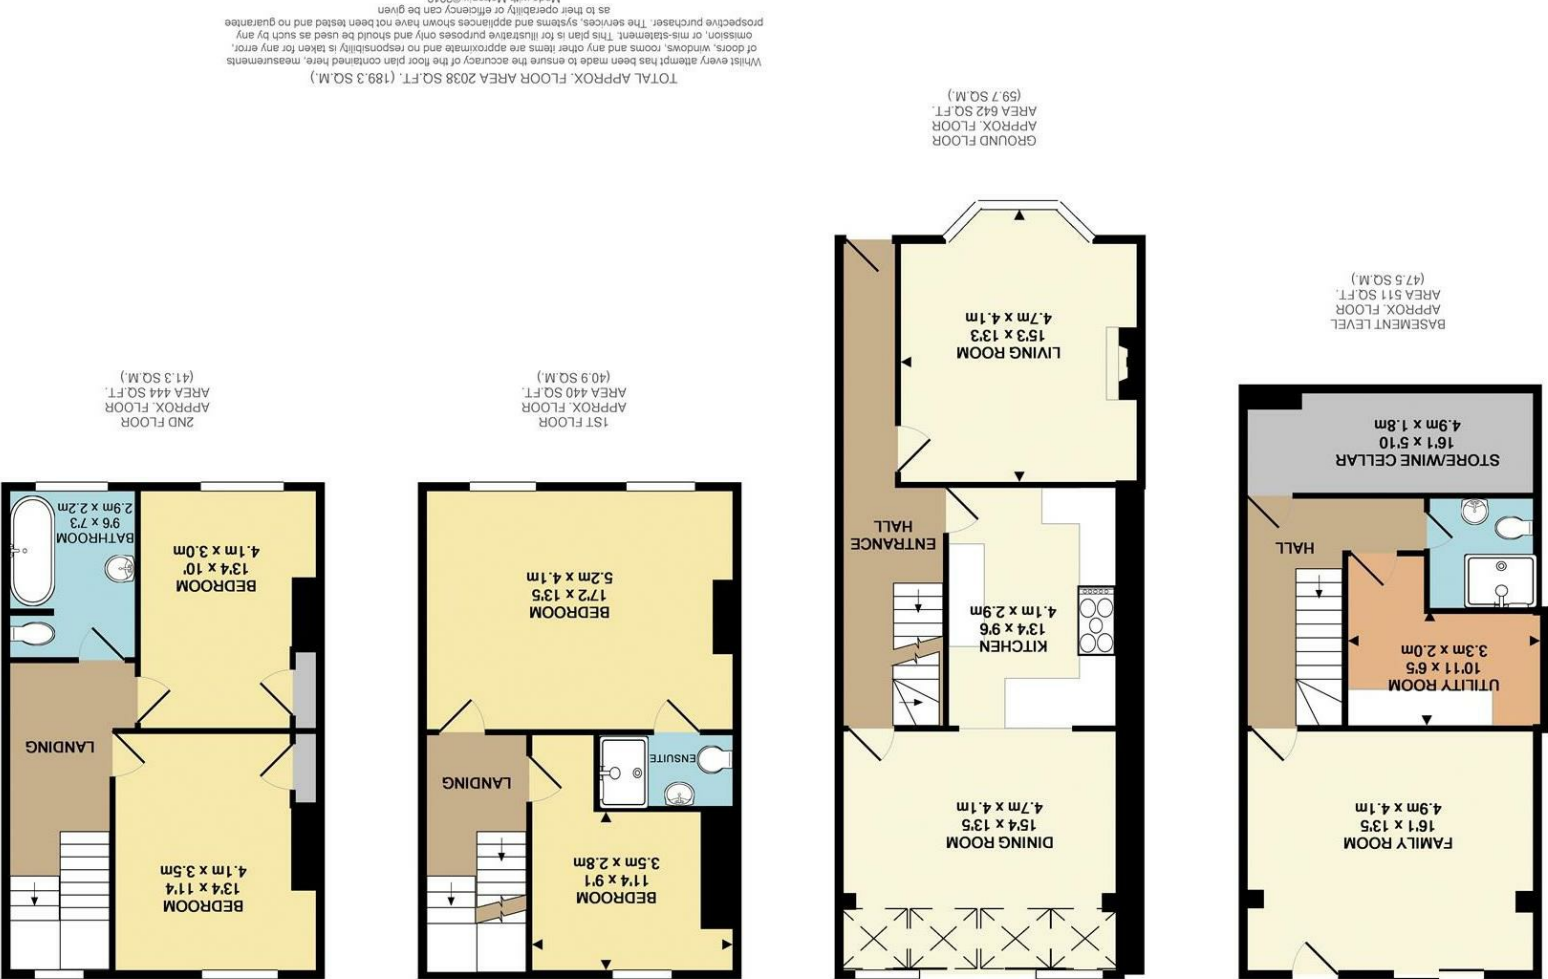 FAMILY ROOM
16'1 x 13'5
4.9m x 4.1m
UTILITY ROOM
10'11 x 6'5
3.3m x 2.0m
HALL
STORE/WINE CELLAR
16'1 x 5'10
4.9m x 1.8m
BASEMENT LEVEL
APPROX. FLOOR
AREA 511 SQ.FT.
(47.5 SQ.M.)
DINING ROOM
15'4 x 13'5
4.7m x 4.1m
KITCHEN
13'4 x 9'6
4.1m x 2.9m
ENTRANCE
HALL
LIVING ROOM
15'3 x 13'3
4.7m x 4.1m
GROUND FLOOR
APPROX. FLOOR
AREA 642 SQ.FT.
(59.7 SQ.M.)
BEDROOM
11'4 x 9'1
3.5m x 2.8m
LANDING
ENSUITE
BEDROOM
17'2 x 13'5
5.2m x 4.1m
1ST FLOOR
APPROX. FLOOR
AREA 440 SQ.FT.
(40.9 SQ.M.)
BEDROOM
13'4 x 11'4
4.1m x 3.5m
LANDING
BEDROOM
13'4 x 10'
4.1m x 3.0m
BATHROOM
9'6 x 7'3
2.9m x 2.2m
2ND FLOOR
APPROX. FLOOR
AREA 444 SQ.FT.
(41.3 SQ.M.)
TOTAL APPROX. FLOOR AREA 2038 SQ.FT. (189.3 SQ.M.)
Whilst every attempt has been made to ensure the accuracy of the floor plan contained here, measurements
of doors, windows, rooms and any other items are approximate and no responsibility is taken for any error,
omission, or mis-statement. This plan is for illustrative purposes only and should be used as such by any
prospective purchaser. The services, systems and appliances shown have not been tested and no guarantee
as to their operability or efficiency can be given
Made with Metropix